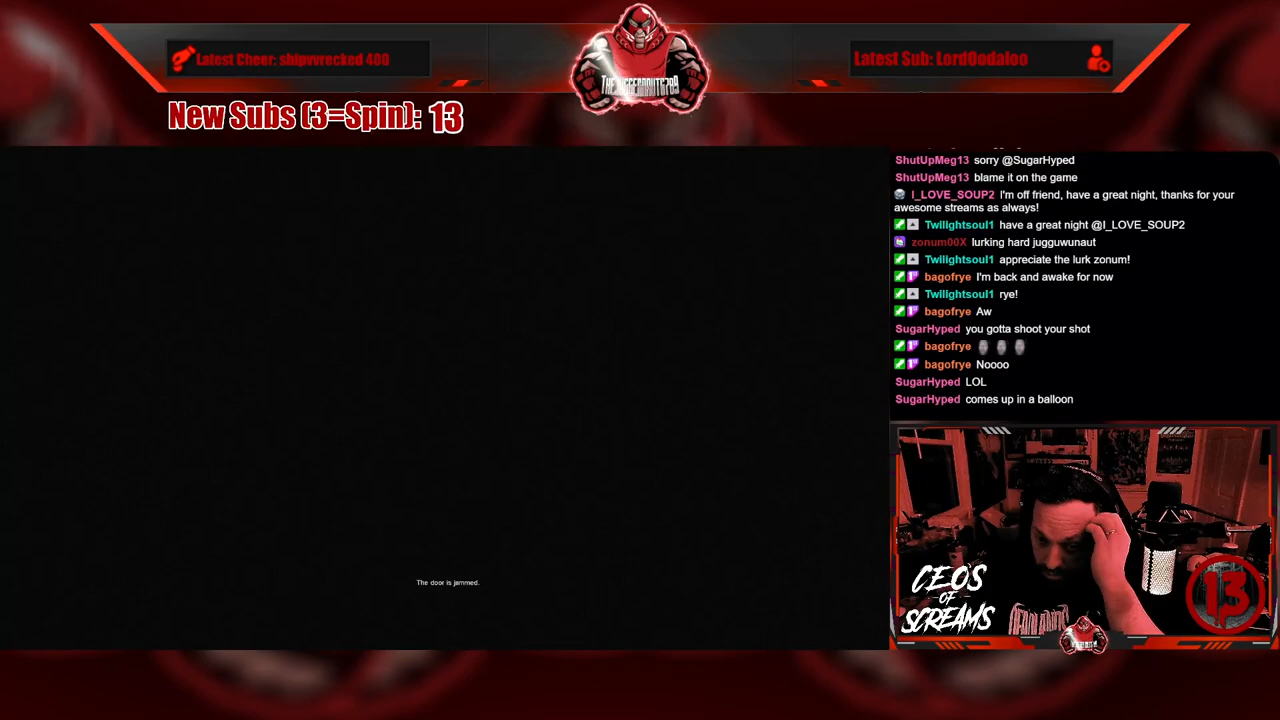 Latest Cheer: shipvvrecked 400
THEJUGGERNAUT6789
Latest Sub: LordOodaloo
New Subs (3=Spin): 13
ShutUpMeg13 sorry @SugarHyped
ShutUpMeg13 blame it on the game
I_LOVE_SOUP2 I'm off friend, have a great night, thanks for your
awesome streams as always!
Twilightsoul1 have a great night @I_LOVE_SOUP2
zonum00X lurking hard jugguwunaut
Twilightsoul1 appreciate the lurk zonum!
bagofrye I'm back and awake for now
Twilightsoul1 rye!
bagofrye Aw
SugarHyped you gotta shoot your shot
bagofrye
bagofrye Noooo
SugarHyped LOL
SugarHyped comes up in a balloon
The door is jammed.
CEOS
OF
SCREAMS
13